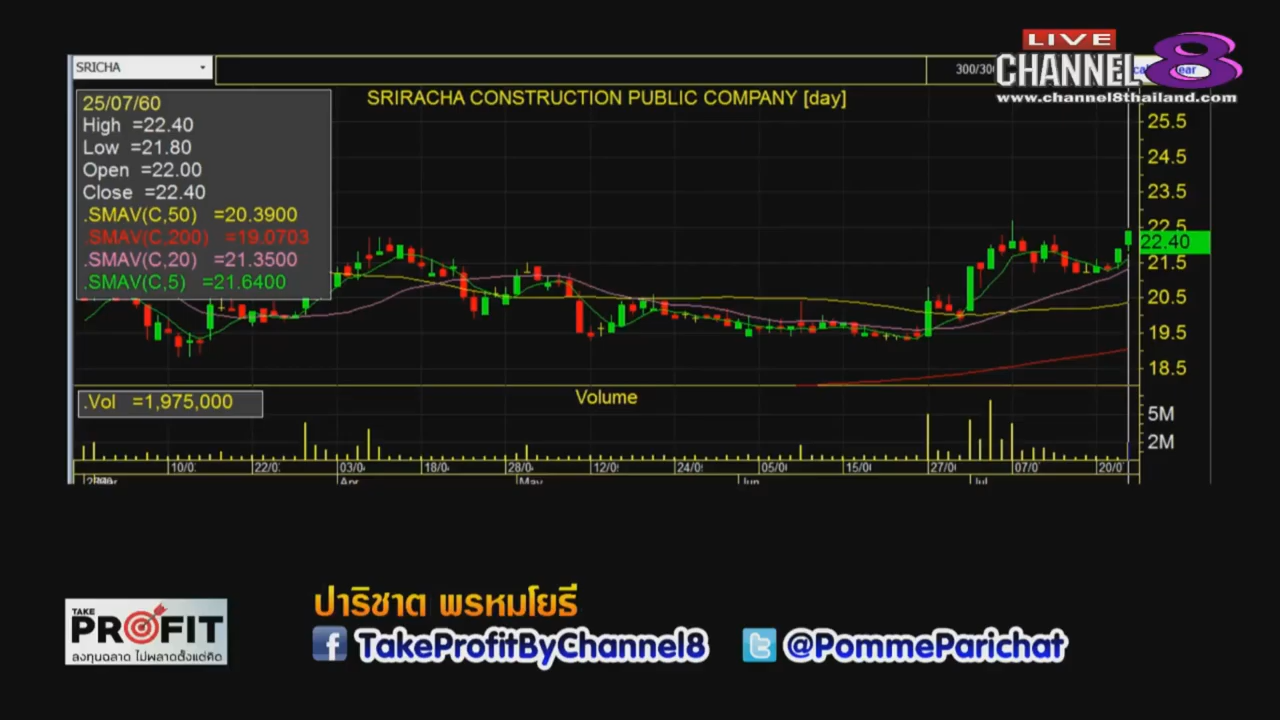 LIVE
CHANNEL 8
www.channel8thailand.com
SRICHA
300/300
SRIRACHA CONSTRUCTION PUBLIC COMPANY [day]
25/07/60
High =22.40
Low =21.80
Open =22.00
Close =22.40
.SMAV(C,50) =20.3900
.SMAV(C,200) =19.0703
.SMAV(C,20) =21.3500
.SMAV(C,5) =21.6400
25.5
24.5
23.5
22.5
22.40
21.5
20.5
19.5
18.5
.Vol =1,975,000
Volume
5M
2M
10/0
22/0
03/0
18/0
28/0
12/0
24/0
05/0
15/0
27/0
07/0
20/0
Apr
May
Jun
Jul
TAKE
PROFIT
ลงทุนฉลาด ไม่พลาดตั้งแต่คิด
ปาริชาต พรหมโยธี
TakeProfitByChannel8
@PommeParichat